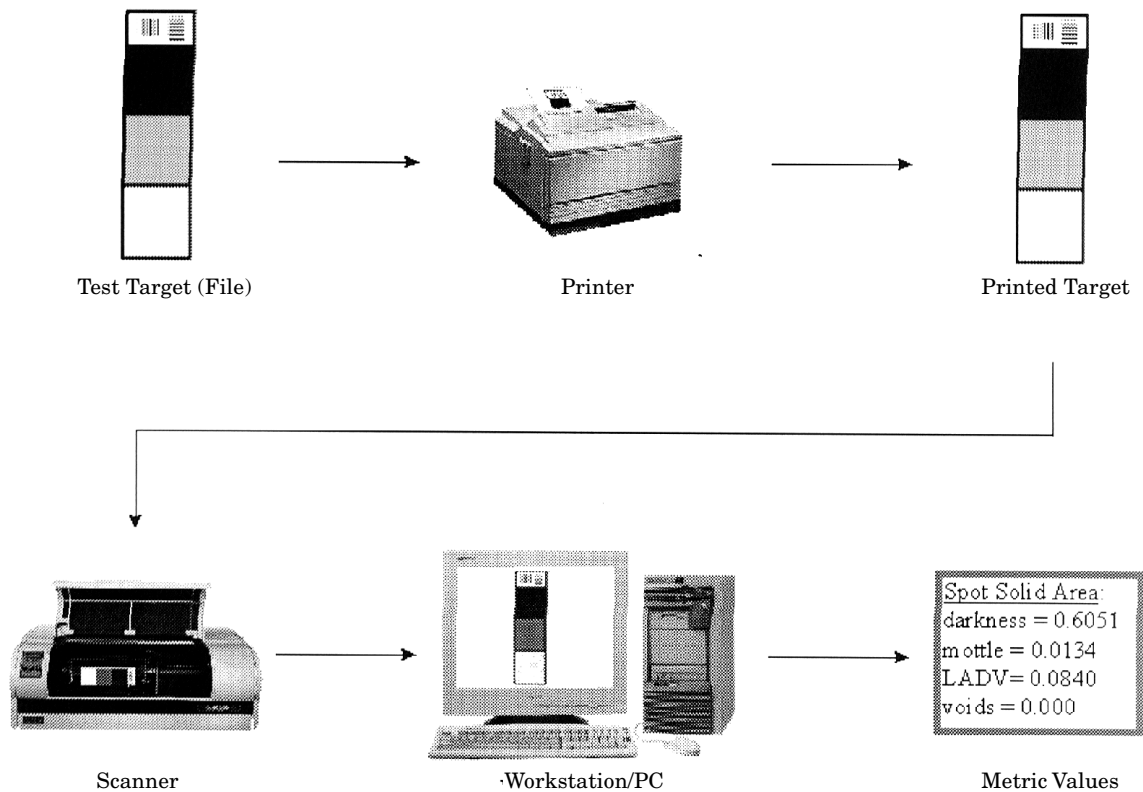 Test Target (File)
Printer
Printed Target
Scanner
Workstation/PC
Metric Values
Spot Solid Area:
darkness = 0.6051
mottle = 0.0134
LADV= 0.0840
voids = 0.000